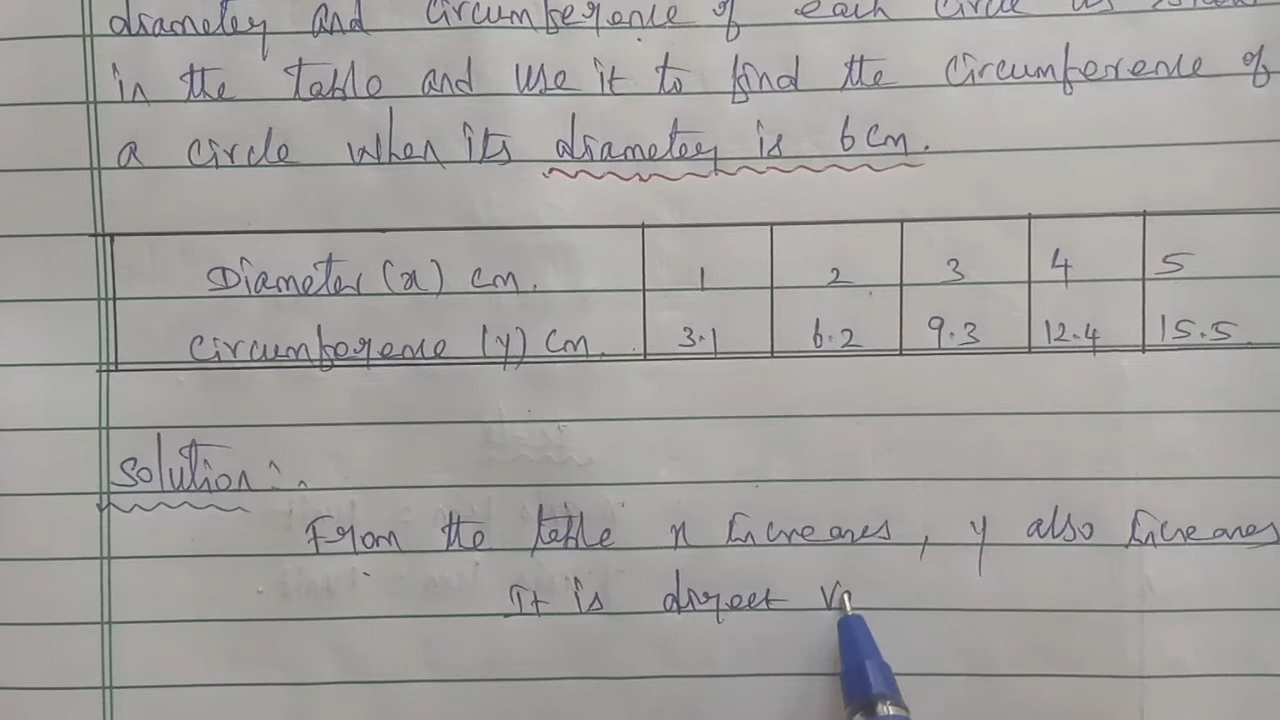 diameter and circumference of each circle as
in the table and use it to find the circumference of
a circle when its diameter is 6cm.
Diameter (x) cm. 1 2 3 4 5
circumference (y) cm. 3.1 6.2 9.3 12.4 15.5
Solution:-
From the table x increases, y also increases
It is direct